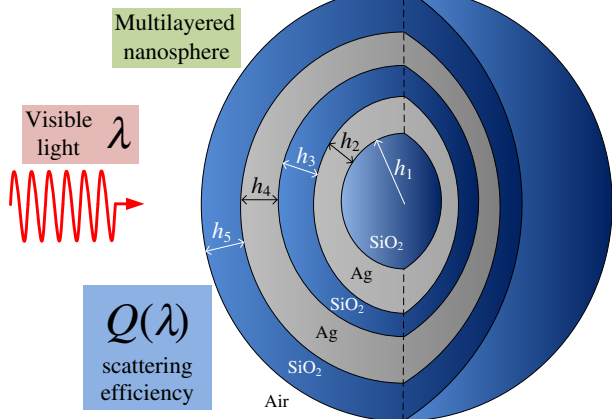 Multilayered
nanosphere
Visible
light λ
h₁
h₂
h₃
h₄
h₅
SiO₂
Ag
SiO₂
Ag
SiO₂
Air
Q(λ)
scattering
efficiency